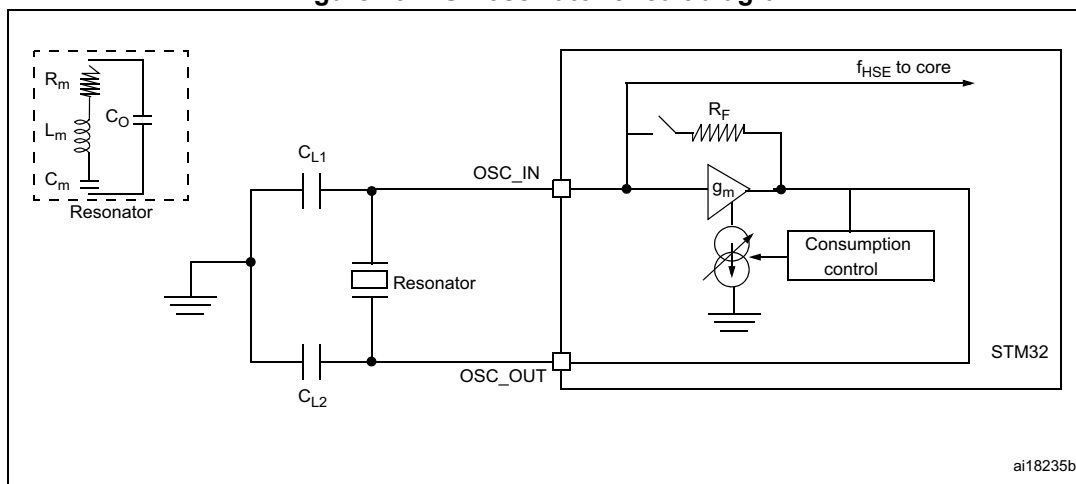 R_m
L_m
C_O
C_m
Resonator
C_L1
OSC_IN
Resonator
OSC_OUT
C_L2
f_HSE to core
R_F
g_m
Consumption
control
STM32
ai18235b